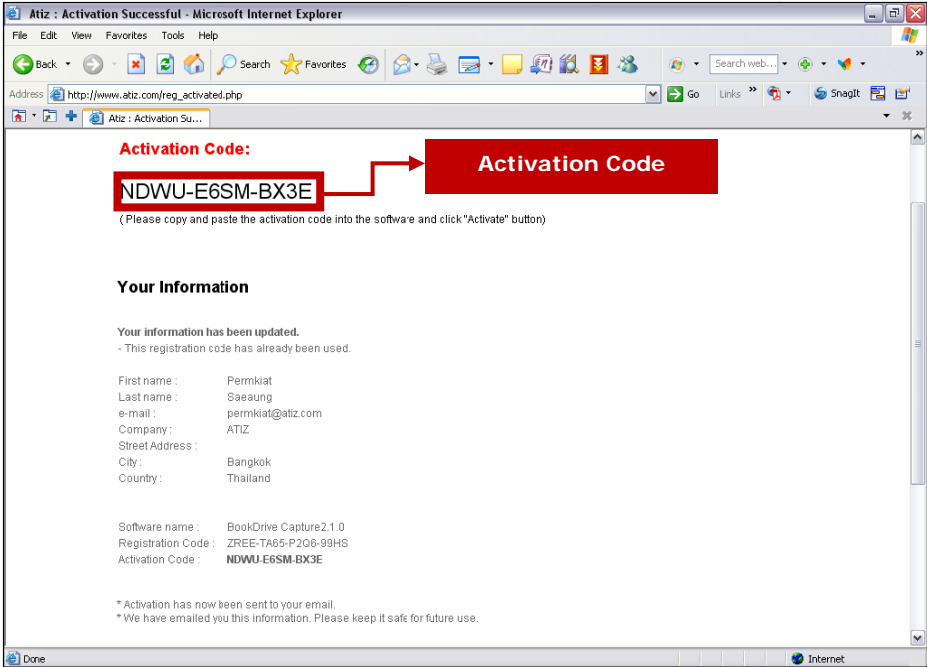 Atiz : Activation Successful - Microsoft Internet Explorer
File Edit View Favorites Tools Help
Back Search Favorites Search web...
Address http://www.atiz.com/reg_activated.php Go Links » SnagIt
Atiz : Activation Su...
Activation Code:
Activation Code
NDWU-E6SM-BX3E
( Please copy and paste the activation code into the software and click "Activate" button)
Your Information
Your information has been updated.
- This registration code has already been used.
First name : Permkiat
Last name : Saeaung
e-mail : permkiat@atiz.com
Company : ATIZ
Street Address :
City : Bangkok
Country : Thailand
Software name : BookDrive Capture2.1.0
Registration Code : ZREE-TA65-P2Q6-99HS
Activation Code : NDWU-E6SM-BX3E
* Activation has now been sent to your email.
* We have emailed you this information. Please keep it safe for future use.
Done Internet